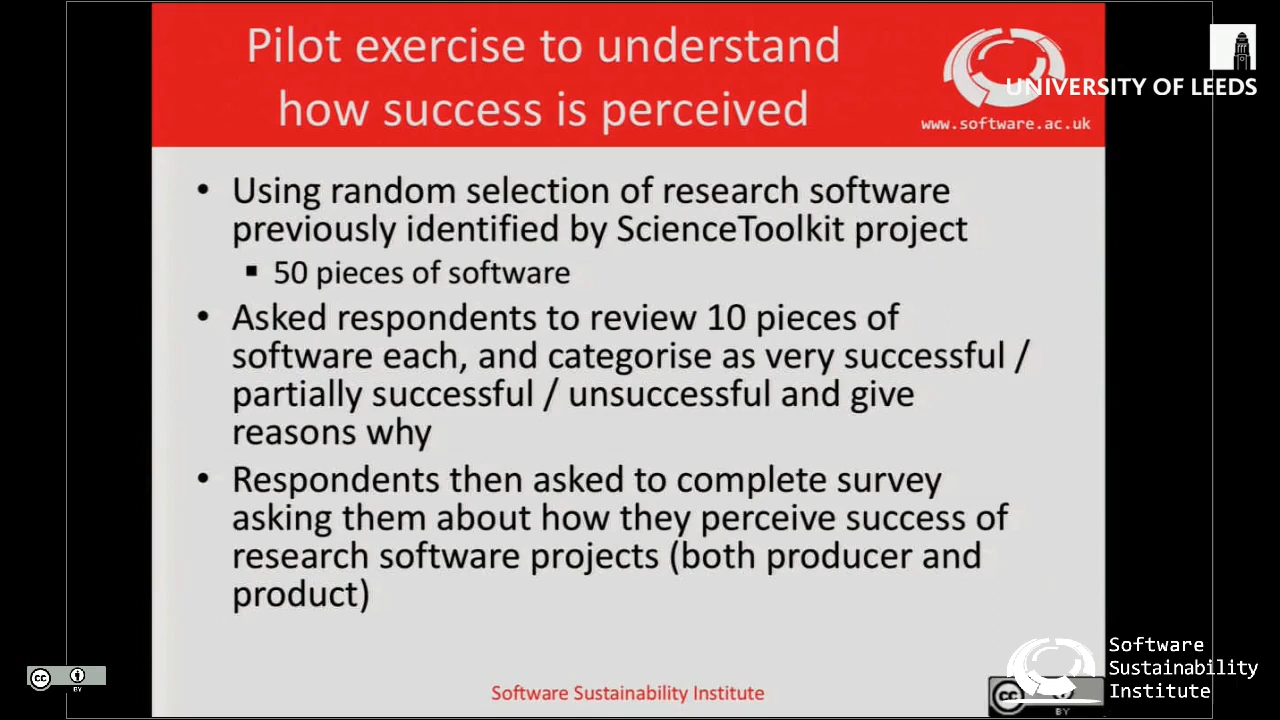 Pilot exercise to understand
how success is perceived
UNIVERSITY OF LEEDS
www.software.ac.uk
• Using random selection of research software
previously identified by ScienceToolkit project
▪ 50 pieces of software
• Asked respondents to review 10 pieces of
software each, and categorise as very successful /
partially successful / unsuccessful and give
reasons why
• Respondents then asked to complete survey
asking them about how they perceive success of
research software projects (both producer and
product)
Software Sustainability Institute
Software
Sustainability
Institute
cc
BY
cc
BY